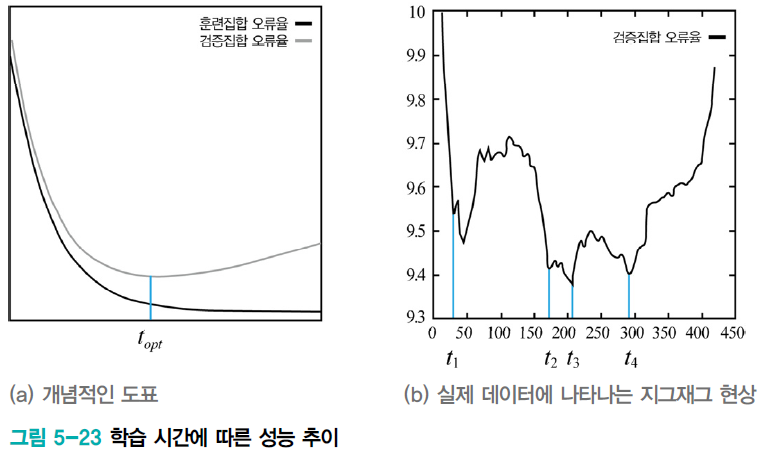 훈련집합 오류율
검증집합 오류율
t_opt
(a) 개념적인 도표
10
9.9
9.8
9.7
9.6
9.5
9.4
9.3
검증집합 오류율
0 50 100 150 200 250 300 350 400 450
t1 t2 t3 t4
(b) 실제 데이터에 나타나는 지그재그 현상
그림 5-23 학습 시간에 따른 성능 추이